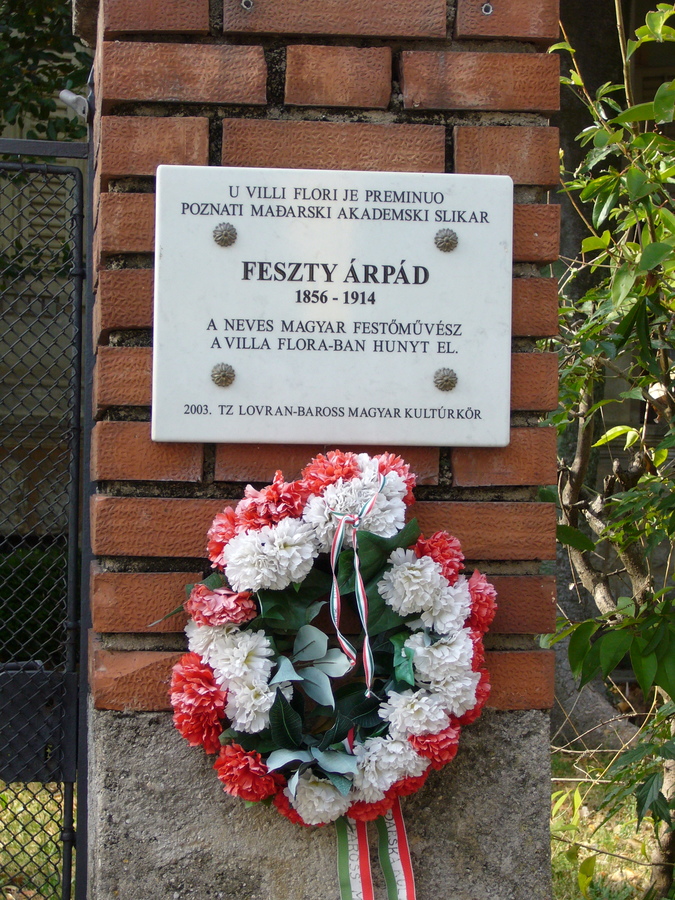 U VILLI FLORI JE PREMINUO
POZNATI MAĐARSKI AKADEMSKI SLIKAR
FESZTY ÁRPÁD
1856 - 1914
A NEVES MAGYAR FESTŐMŰVÉSZ
A VILLA FLORA-BAN HUNYT EL.
2003. TZ LOVRAN-BAROSS MAGYAR KULTÚRKÖR